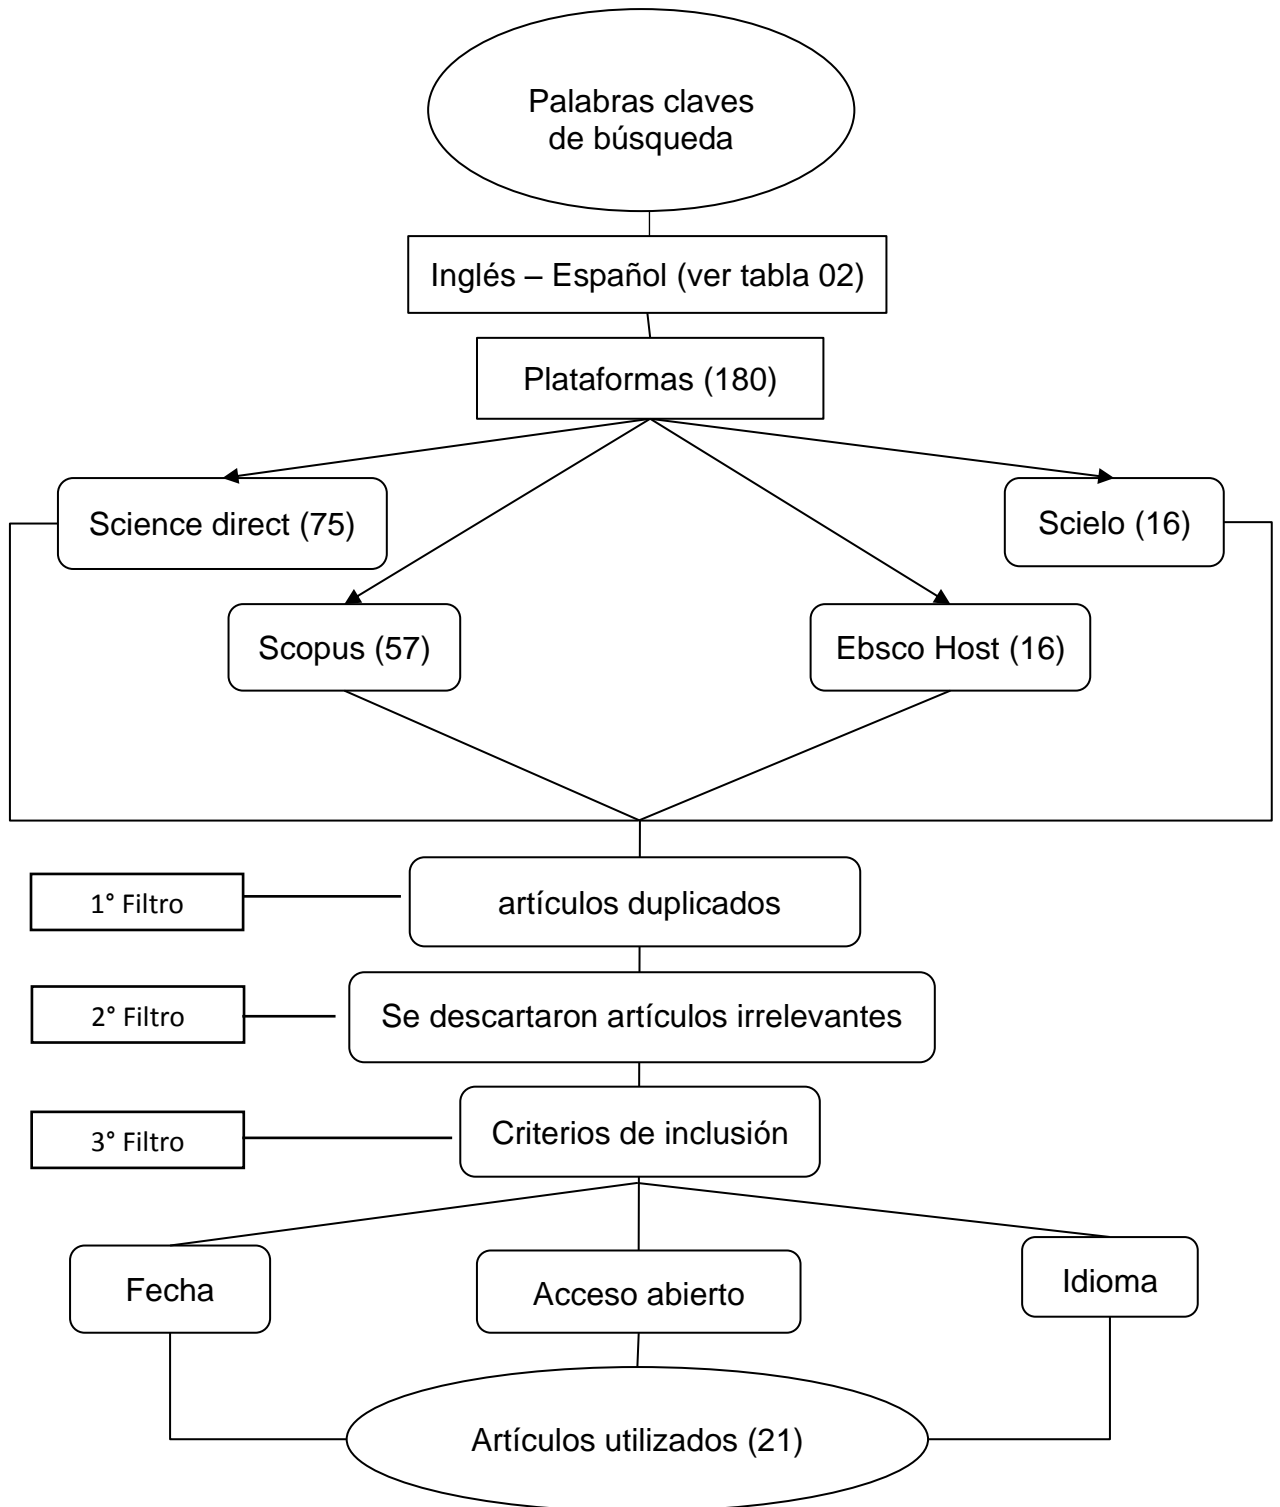 Palabras claves
de búsqueda
Inglés – Español (ver tabla 02)
Plataformas (180)
Science direct (75)
Scielo (16)
Scopus (57)
Ebsco Host (16)
1° Filtro
artículos duplicados
2° Filtro
Se descartaron artículos irrelevantes
3° Filtro
Criterios de inclusión
Fecha
Acceso abierto
Idioma
Artículos utilizados (21)